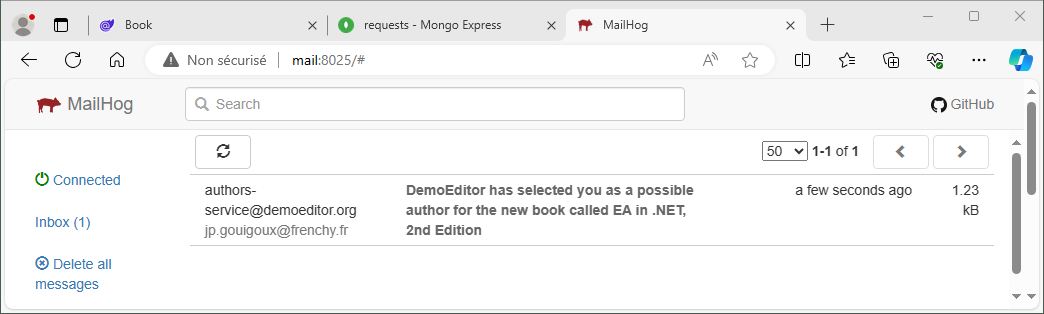 Book
requests - Mongo Express
MailHog
Non sécurisé
mail:8025/#
MailHog
Search
GitHub
50
1-1 of 1
Connected
Inbox (1)
Delete all
messages
authors-
service@demoeditor.org
jp.gouigoux@frenchy.fr
DemoEditor has selected you as a possible
author for the new book called EA in .NET,
2nd Edition
a few seconds ago
1.23
kB